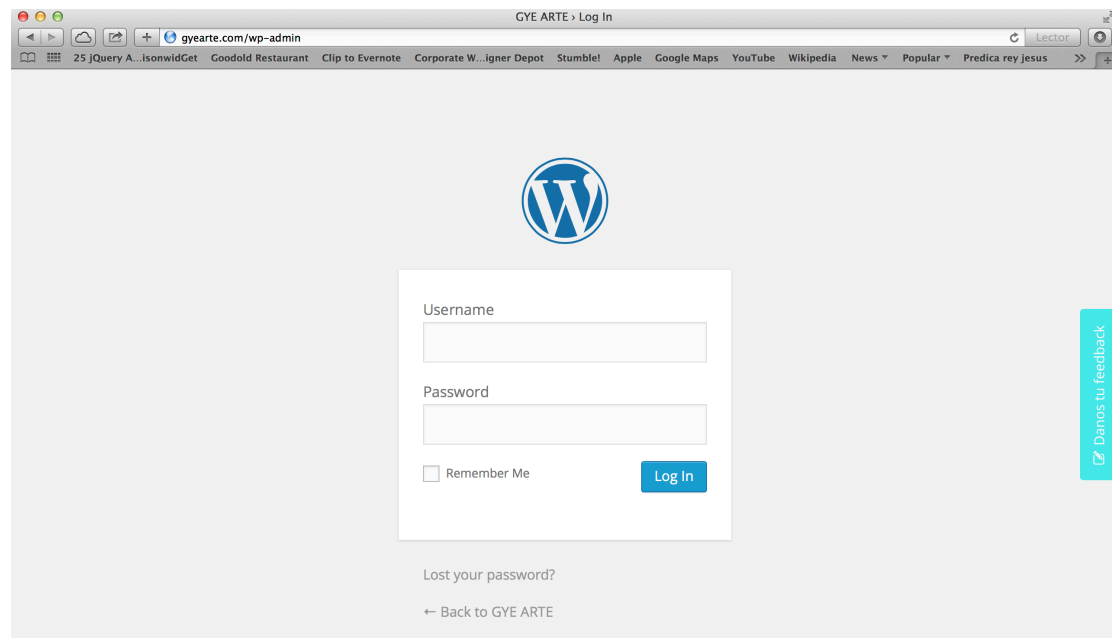 GYE ARTE › Log In
gyearte.com/wp-admin
Lector
25 jQuery A...isonwidGet Goodold Restaurant Clip to Evernote Corporate W...igner Depot Stumble! Apple Google Maps YouTube Wikipedia News Popular Predica rey jesus
Username
Password
Remember Me
Log In
Danos tu feedback
Lost your password?
← Back to GYE ARTE